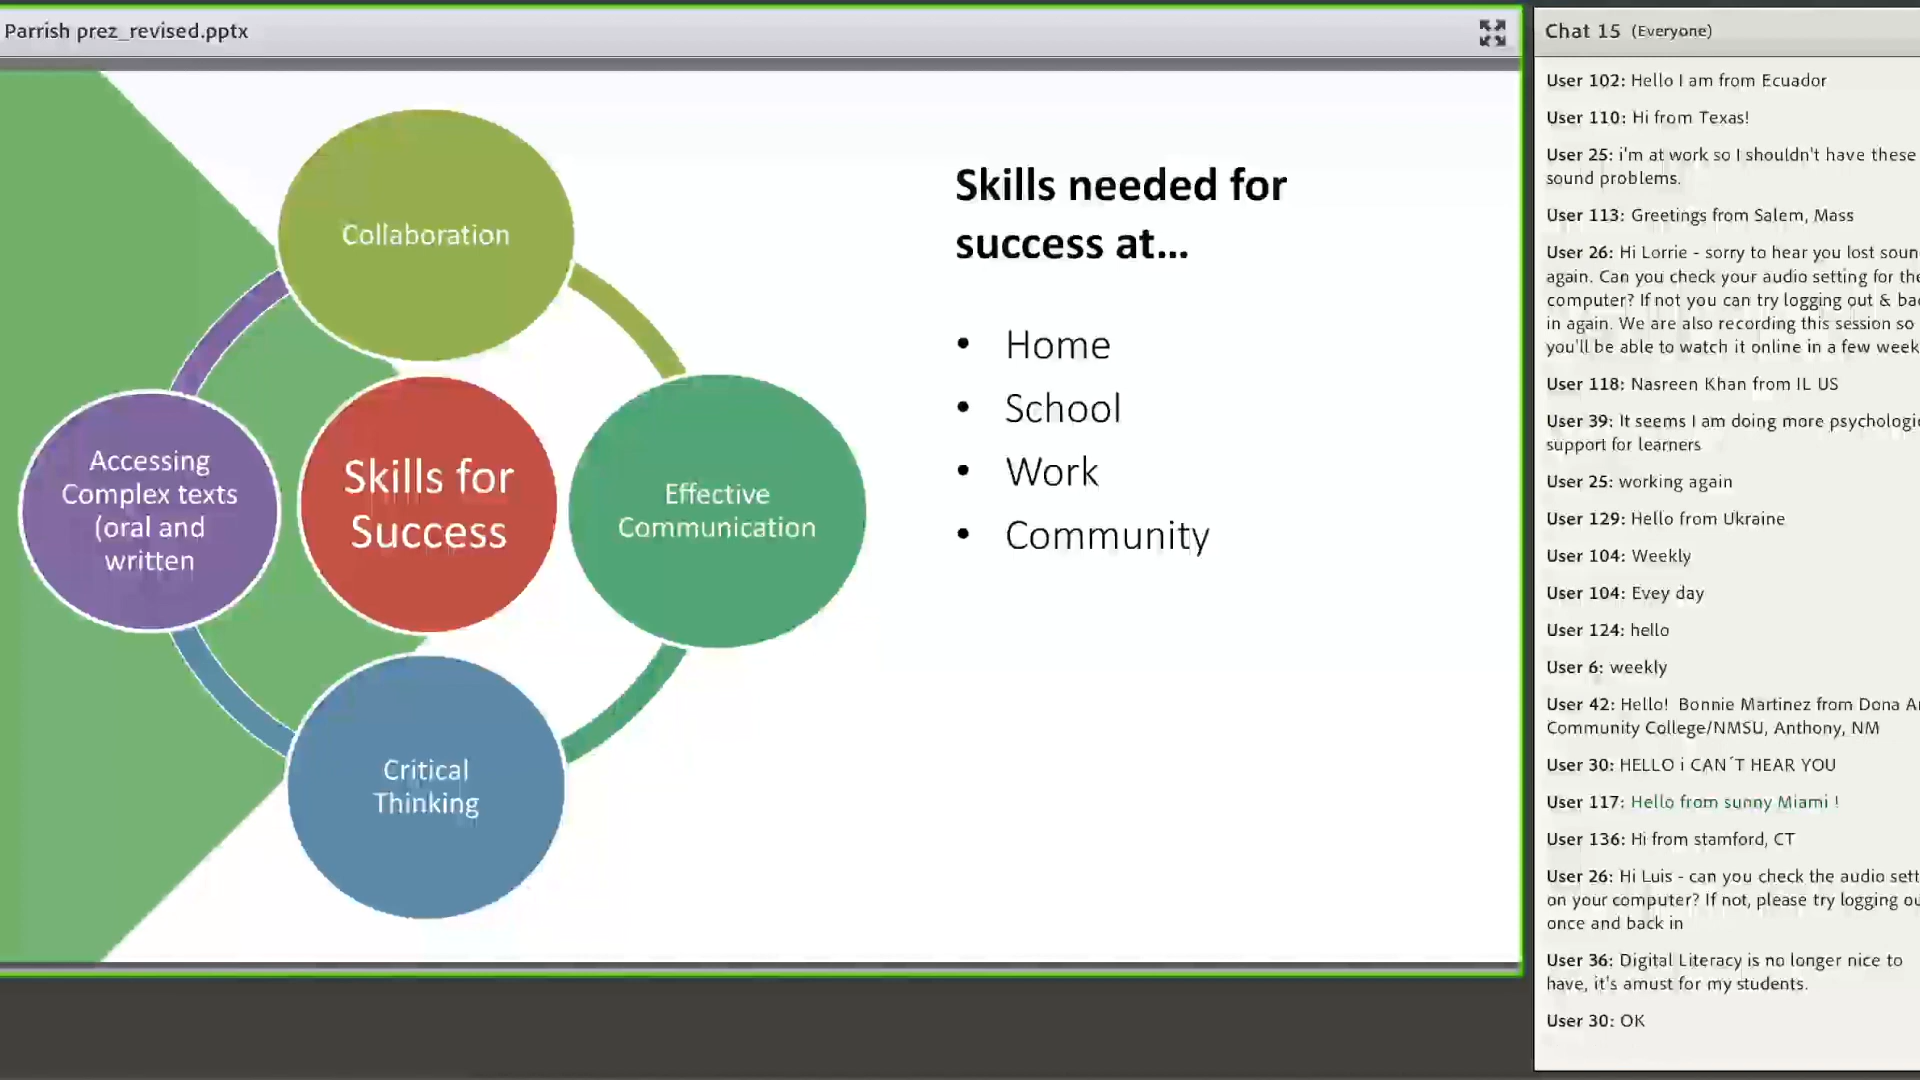 Parrish prez_revised.pptx
Collaboration
Accessing
Complex texts
(oral and
written
Skills for
Success
Effective
Communication
Critical
Thinking
Skills needed for
success at...
• Home
• School
• Work
• Community
Chat 15 (Everyone)
User 102: Hello I am from Ecuador
User 110: Hi from Texas!
User 25: i'm at work so I shouldn't have these
sound problems.
User 113: Greetings from Salem, Mass
User 26: Hi Lorrie - sorry to hear you lost soun
again. Can you check your audio setting for the
computer? If not you can try logging out & ba
in again. We are also recording this session so
you'll be able to watch it online in a few week
User 118: Nasreen Khan from IL US
User 39: It seems I am doing more psychologi
support for learners
User 25: working again
User 129: Hello from Ukraine
User 104: Weekly
User 104: Evey day
User 124: hello
User 6: weekly
User 42: Hello! Bonnie Martinez from Dona A
Community College/NMSU, Anthony, NM
User 30: HELLO i CAN´T HEAR YOU
User 117: Hello from sunny Miami !
User 136: Hi from stamford, CT
User 26: Hi Luis - can you check the audio sett
on your computer? If not, please try logging ou
once and back in
User 36: Digital Literacy is no longer nice to
have, it's amust for my students.
User 30: OK